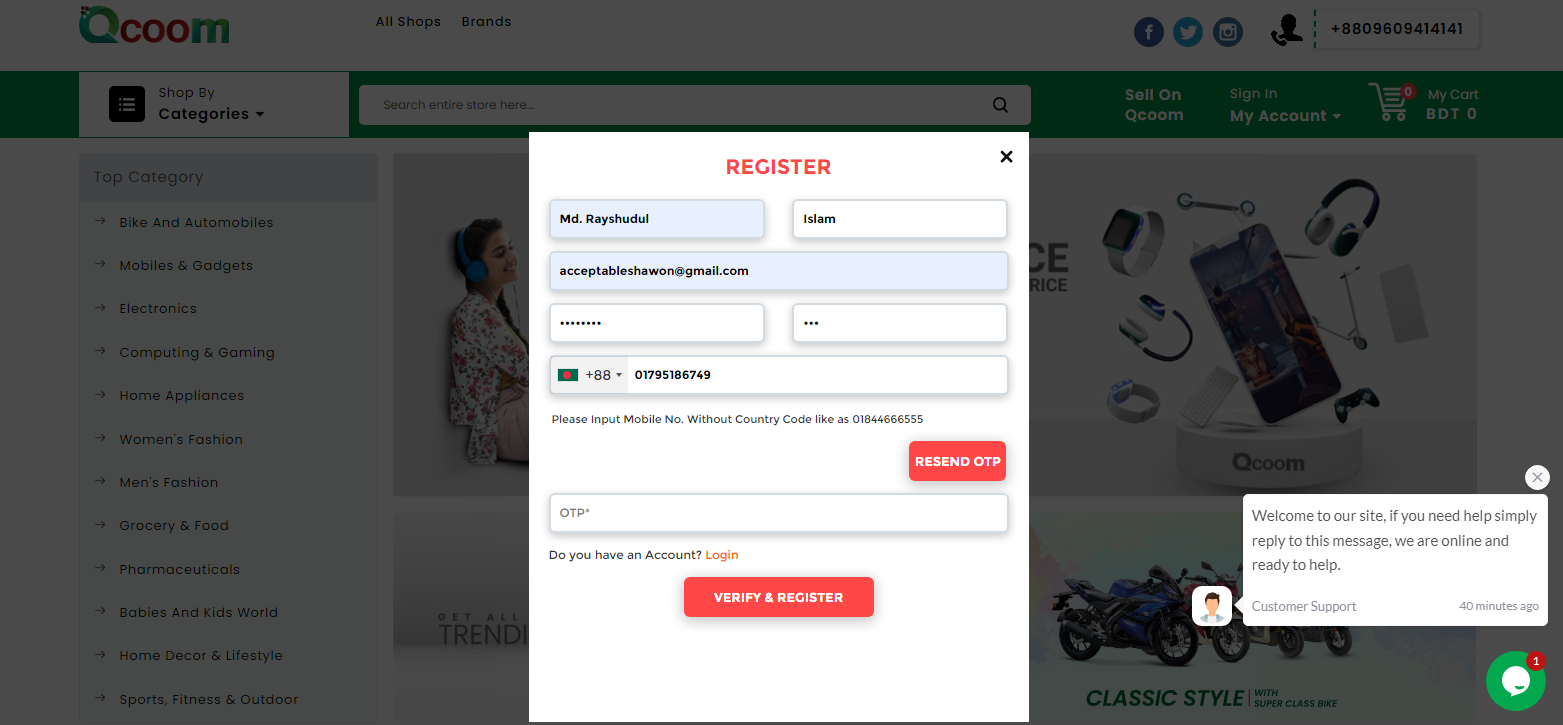 Qcoom
All Shops
Brands
+8809609414141
Shop By
Categories
Search entire store here...
Sell On
Qcoom
Sign In
My Account
0
My Cart
BDT 0
Top Category
Bike And Automobiles
Mobiles & Gadgets
Electronics
Computing & Gaming
Home Appliances
Women's Fashion
Men's Fashion
Grocery & Food
Pharmaceuticals
Babies And Kids World
Home Decor & Lifestyle
Sports, Fitness & Outdoor
REGISTER
Md. Rayshudul
Islam
acceptableshawon@gmail.com
••••••••
•••
+88
01795186749
Please Input Mobile No. Without Country Code like as 01844666555
RESEND OTP
OTP*
Do you have an Account? Login
VERIFY & REGISTER
CE
RICE
Qcoom
GET ALL
TRENDI
CLASSIC STYLE
WITH
SUPER CLASS BIKE
Welcome to our site, if you need help simply
reply to this message, we are online and
ready to help.
Customer Support
40 minutes ago
1